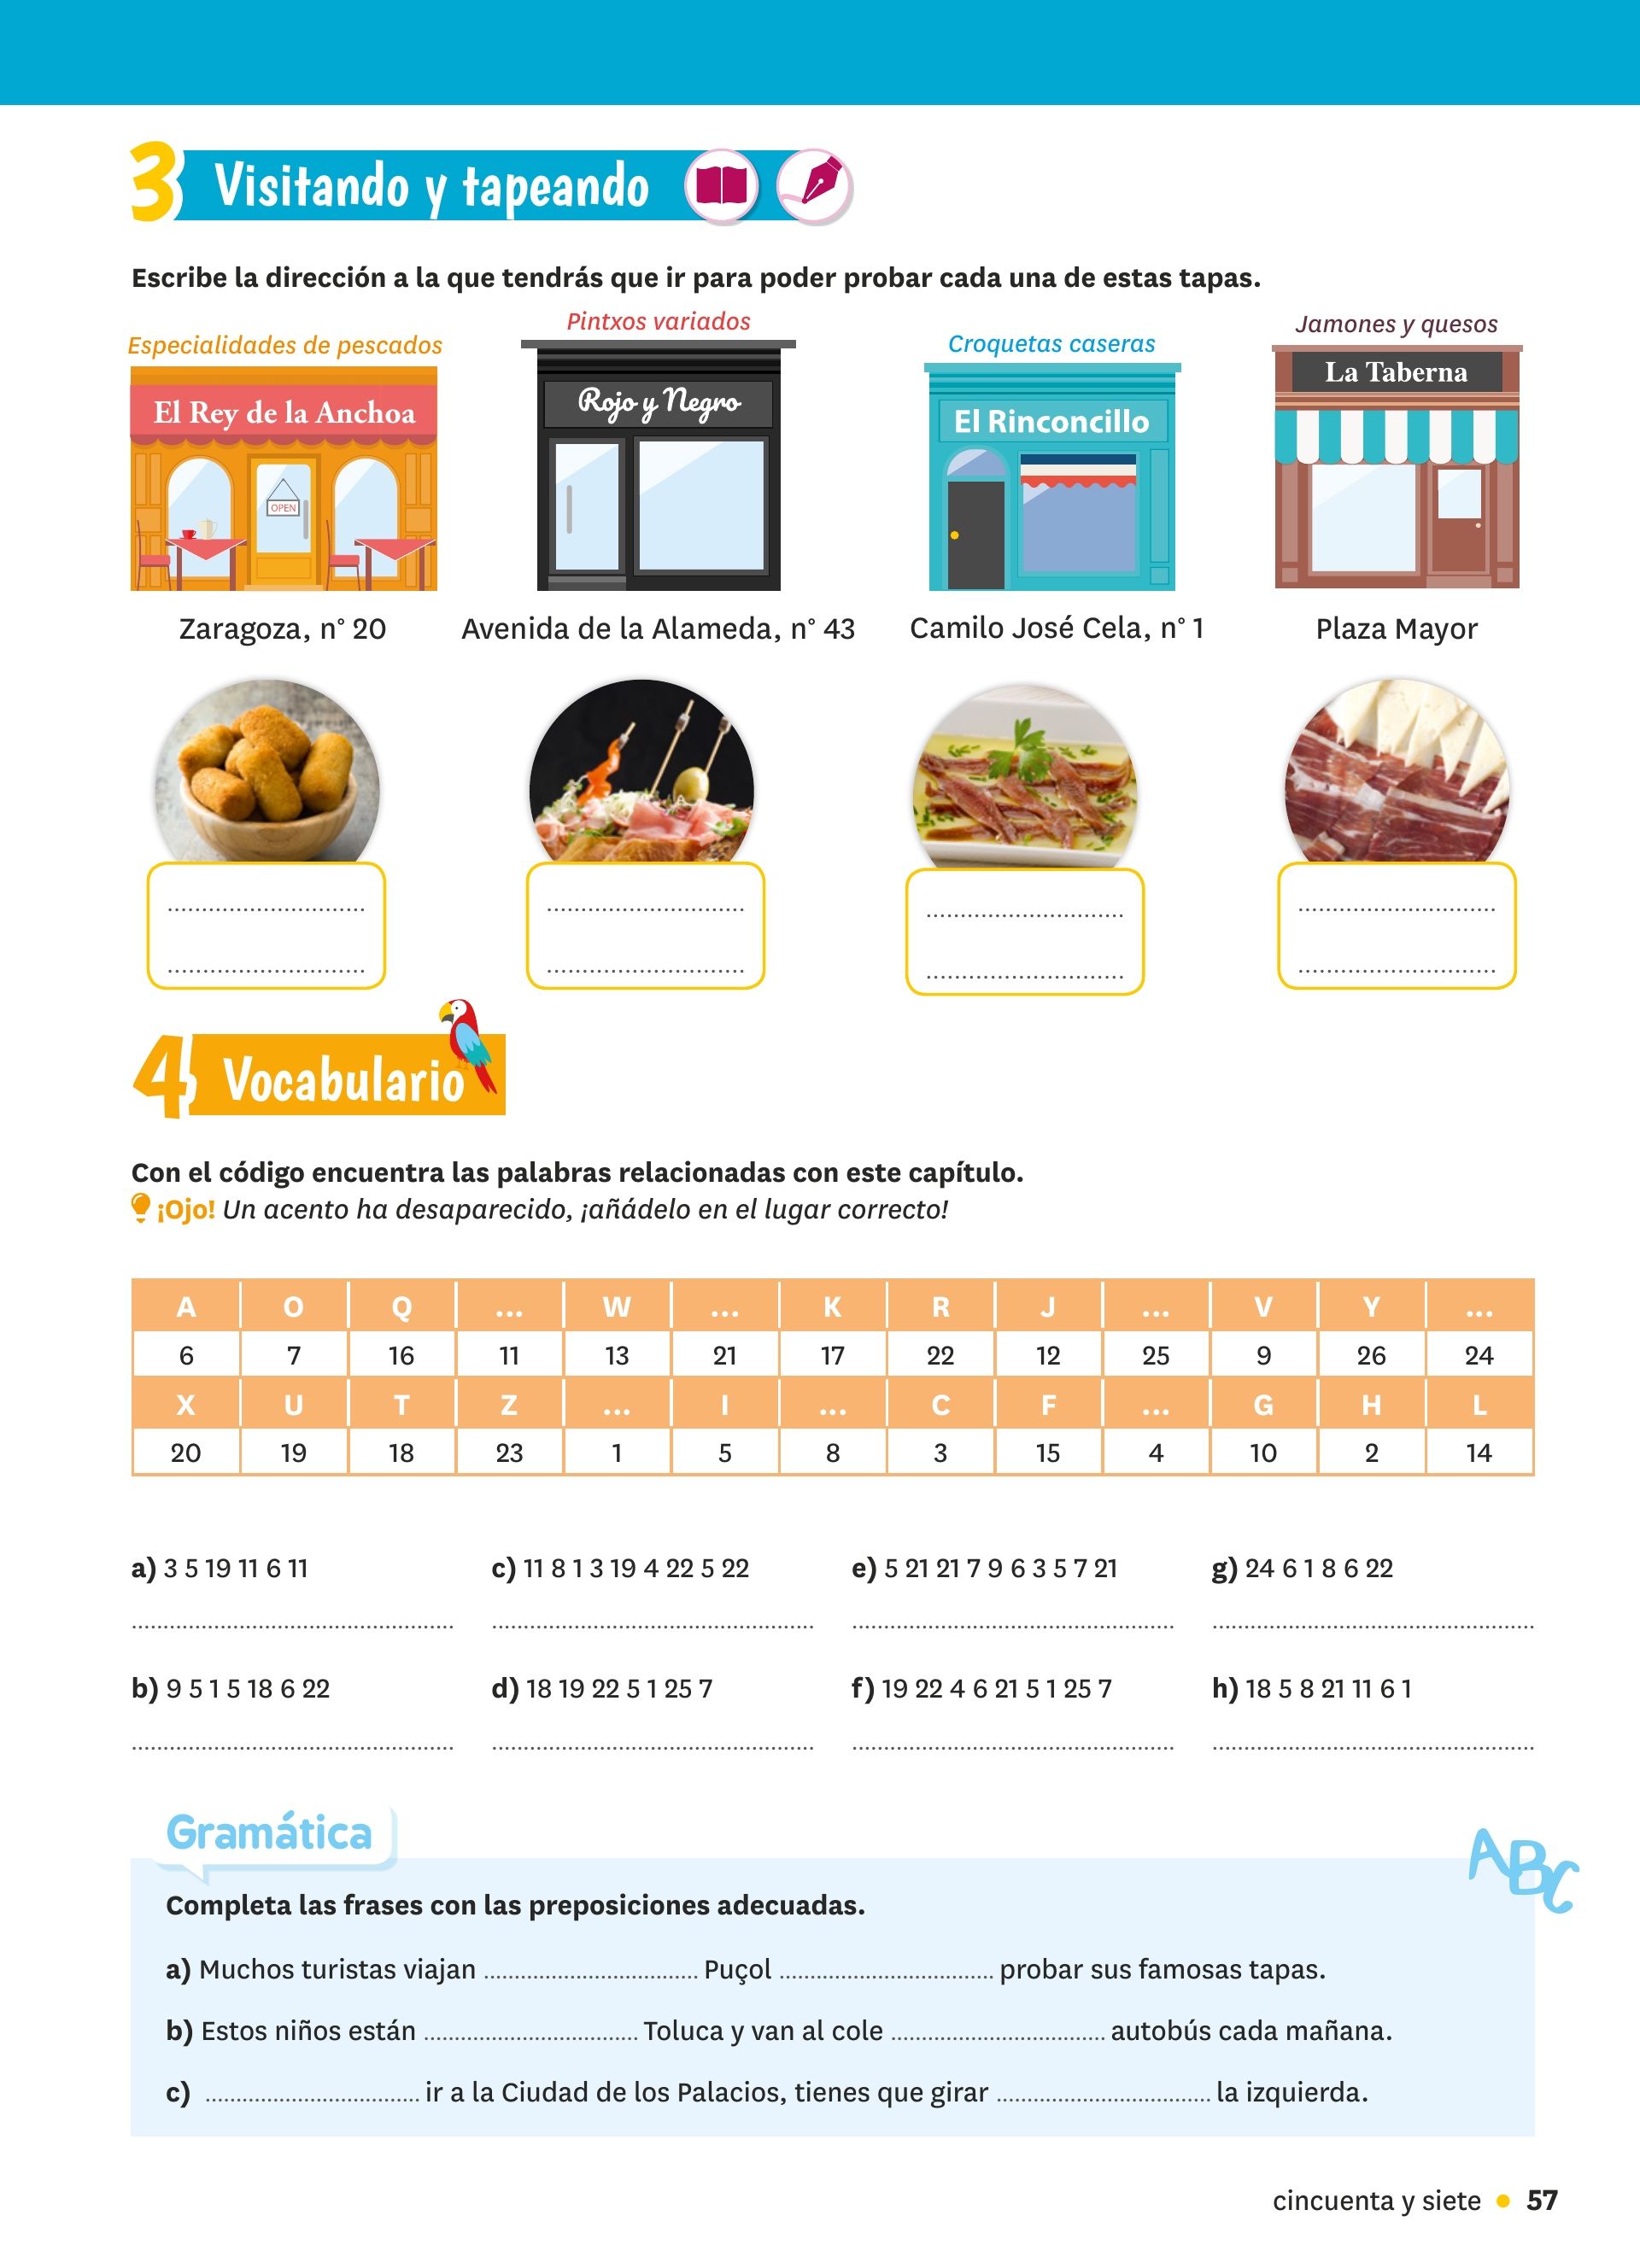 3 Visitando y tapeando
Escribe la dirección a la que tendrás que ir para poder probar cada una de estas tapas.
Especialidades de pescados
Pintxos variados
Croquetas caseras
Jamones y quesos
El Rey de la Anchoa
Rojo y Negro
El Rinconcillo
La Taberna
OPEN
Zaragoza, n° 20
Avenida de la Alameda, n° 43
Camilo José Cela, n° 1
Plaza Mayor
4 Vocabulario
Con el código encuentra las palabras relacionadas con este capítulo.
¡Ojo! Un acento ha desaparecido, ¡añádelo en el lugar correcto!
A O Q ... W ... K R J ... V Y ...
6 7 16 11 13 21 17 22 12 25 9 26 24
X U T Z ... I ... C F ... G H L
20 19 18 23 1 5 8 3 15 4 10 2 14
a) 3 5 19 11 6 11
c) 11 8 1 3 19 4 22 5 22
e) 5 21 21 7 9 6 3 5 7 21
g) 24 6 1 8 6 22
b) 9 5 1 5 18 6 22
d) 18 19 22 5 1 25 7
f) 19 22 4 6 21 5 1 25 7
h) 18 5 8 21 11 6 1
Gramática
ABC
Completa las frases con las preposiciones adecuadas.
a) Muchos turistas viajan ................................ Puçol ................................ probar sus famosas tapas.
b) Estos niños están ................................ Toluca y van al cole ................................ autobús cada mañana.
c) ................................ ir a la Ciudad de los Palacios, tienes que girar ................................ la izquierda.
cincuenta y siete • 57